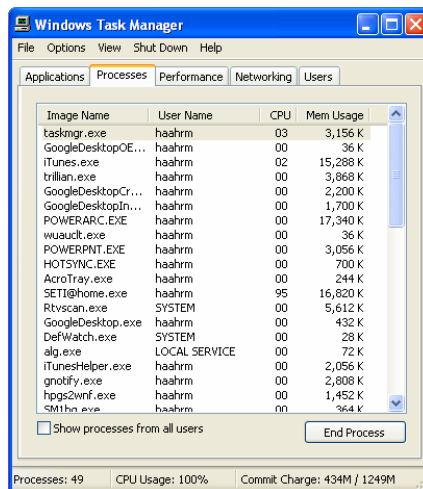 Windows Task Manager
File Options View Shut Down Help
Applications Processes Performance Networking Users
Image Name User Name CPU Mem Usage
taskmgr.exe haahrm 03 3,156 K
GoogleDesktopOE... haahrm 00 36 K
iTunes.exe haahrm 02 15,288 K
trillian.exe haahrm 00 3,868 K
GoogleDesktopCr... haahrm 00 2,200 K
GoogleDesktopIn... haahrm 00 1,700 K
POWERARC.EXE haahrm 00 17,340 K
wuauclt.exe haahrm 00 36 K
POWERPNT.EXE haahrm 00 3,056 K
HOTSYNC.EXE haahrm 00 700 K
AcroTray.exe haahrm 00 244 K
SETI@home.exe haahrm 95 16,820 K
Rtvscan.exe SYSTEM 00 5,612 K
GoogleDesktop.exe haahrm 00 432 K
DefWatch.exe SYSTEM 00 28 K
alg.exe LOCAL SERVICE 00 72 K
iTunesHelper.exe haahrm 00 2,056 K
gnotify.exe haahrm 00 2,808 K
hpgs2wnf.exe haahrm 00 1,452 K
SM1bg.exe haahrm 00 364 K
Show processes from all users
End Process
Processes: 49 CPU Usage: 100% Commit Charge: 434M / 1249M